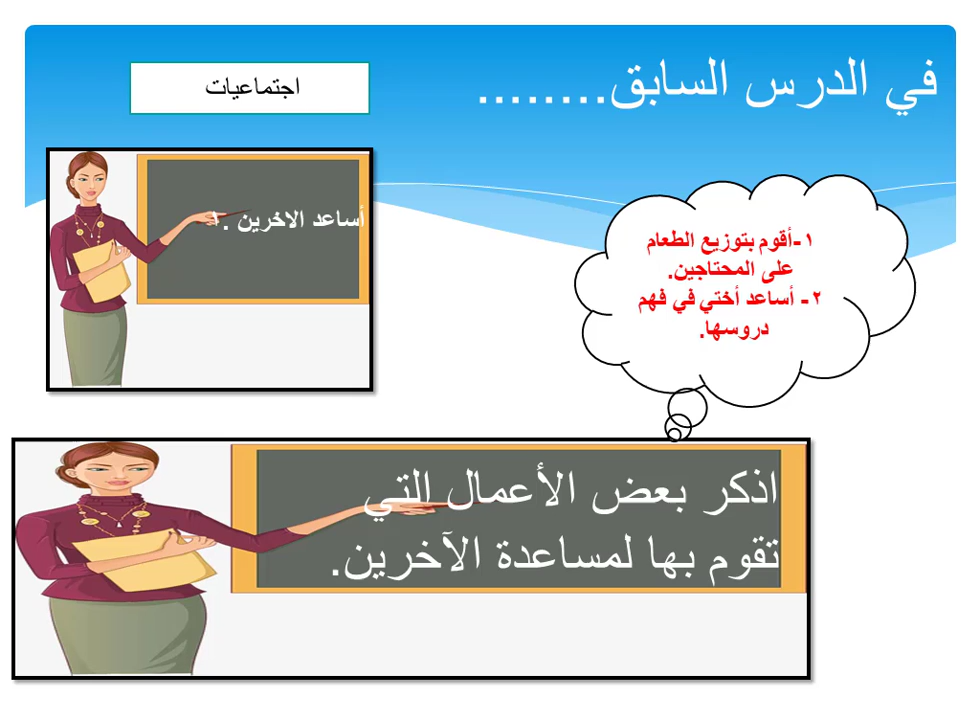 في الدرس السابق........
اجتماعيات
أساعد الاخرين .١
١-أقوم بتوزيع الطعام
على المحتاجين.
٢- أساعد أختي في فهم
دروسها.
اذكر بعض الأعمال التي
تقوم بها لمساعدة الآخرين.